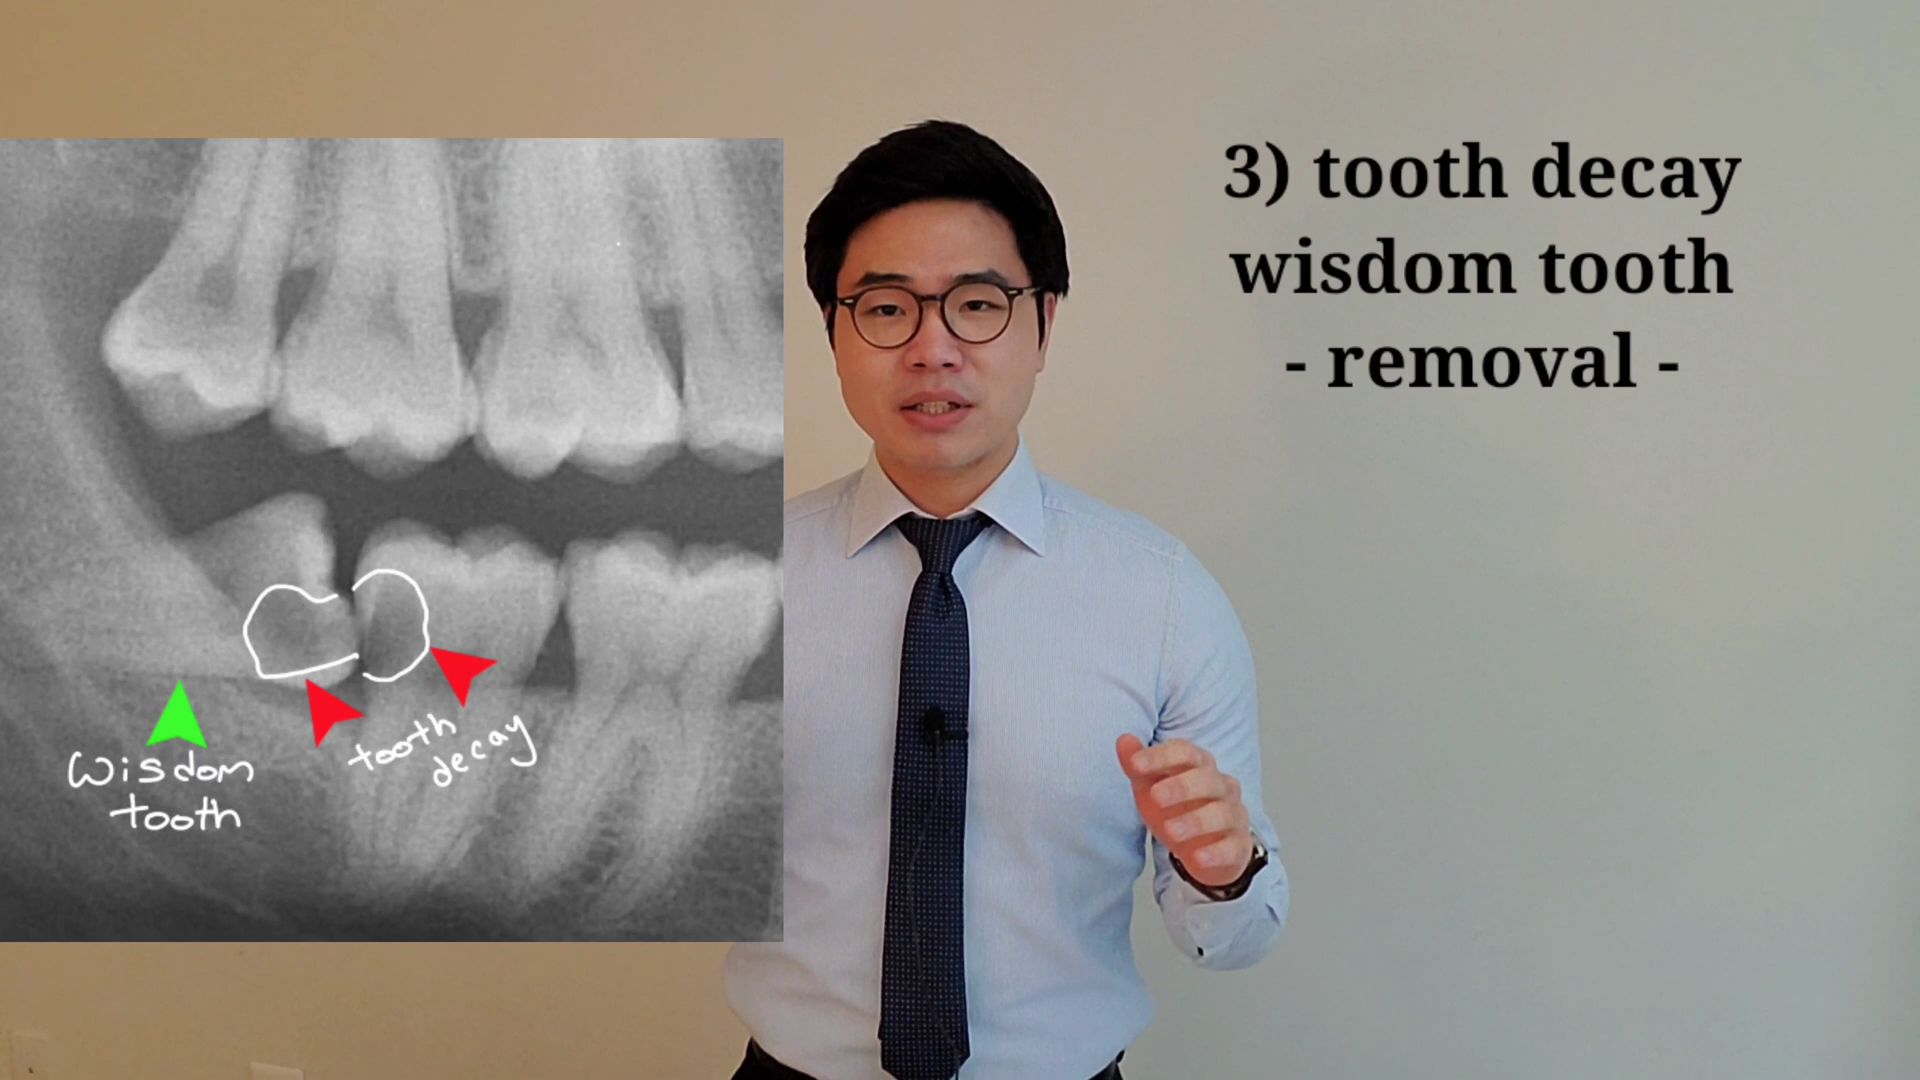 3) tooth decay
wisdom tooth
- removal -
Wisdom
tooth
tooth
decay